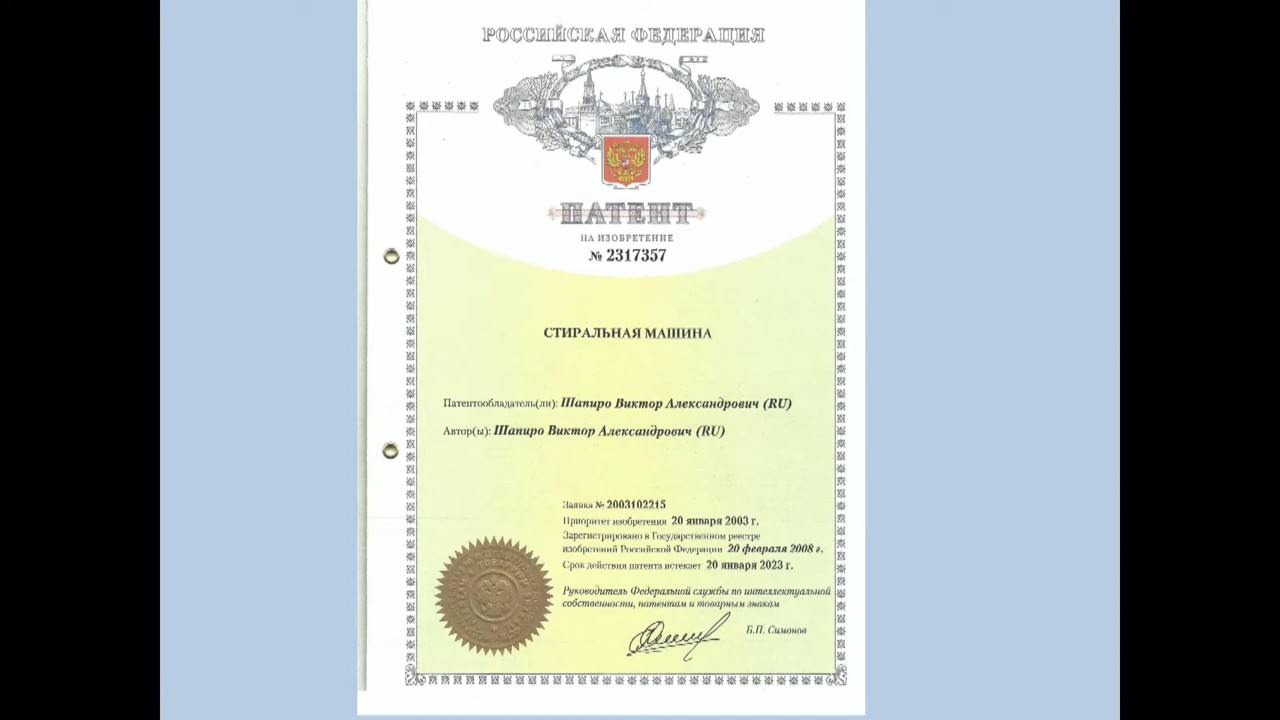 РОССИЙСКАЯ ФЕДЕРАЦИЯ
ПАТЕНТ
НА ИЗОБРЕТЕНИЕ
№ 2317357
СТИРАЛЬНАЯ МАШИНА
Патентообладатель(ли): Шапиро Виктор Александрович (RU)
Автор(ы): Шапиро Виктор Александрович (RU)
Заявка № 2003102215
Приоритет изобретения 20 января 2003 г.
Зарегистрировано в Государственном реестре
изобретений Российской Федерации 20 февраля 2008 г.
Срок действия патента истекает 20 января 2023 г.
Руководитель Федеральной службы по интеллектуальной
собственности, патентам и товарным знакам
Б.П. Симонов